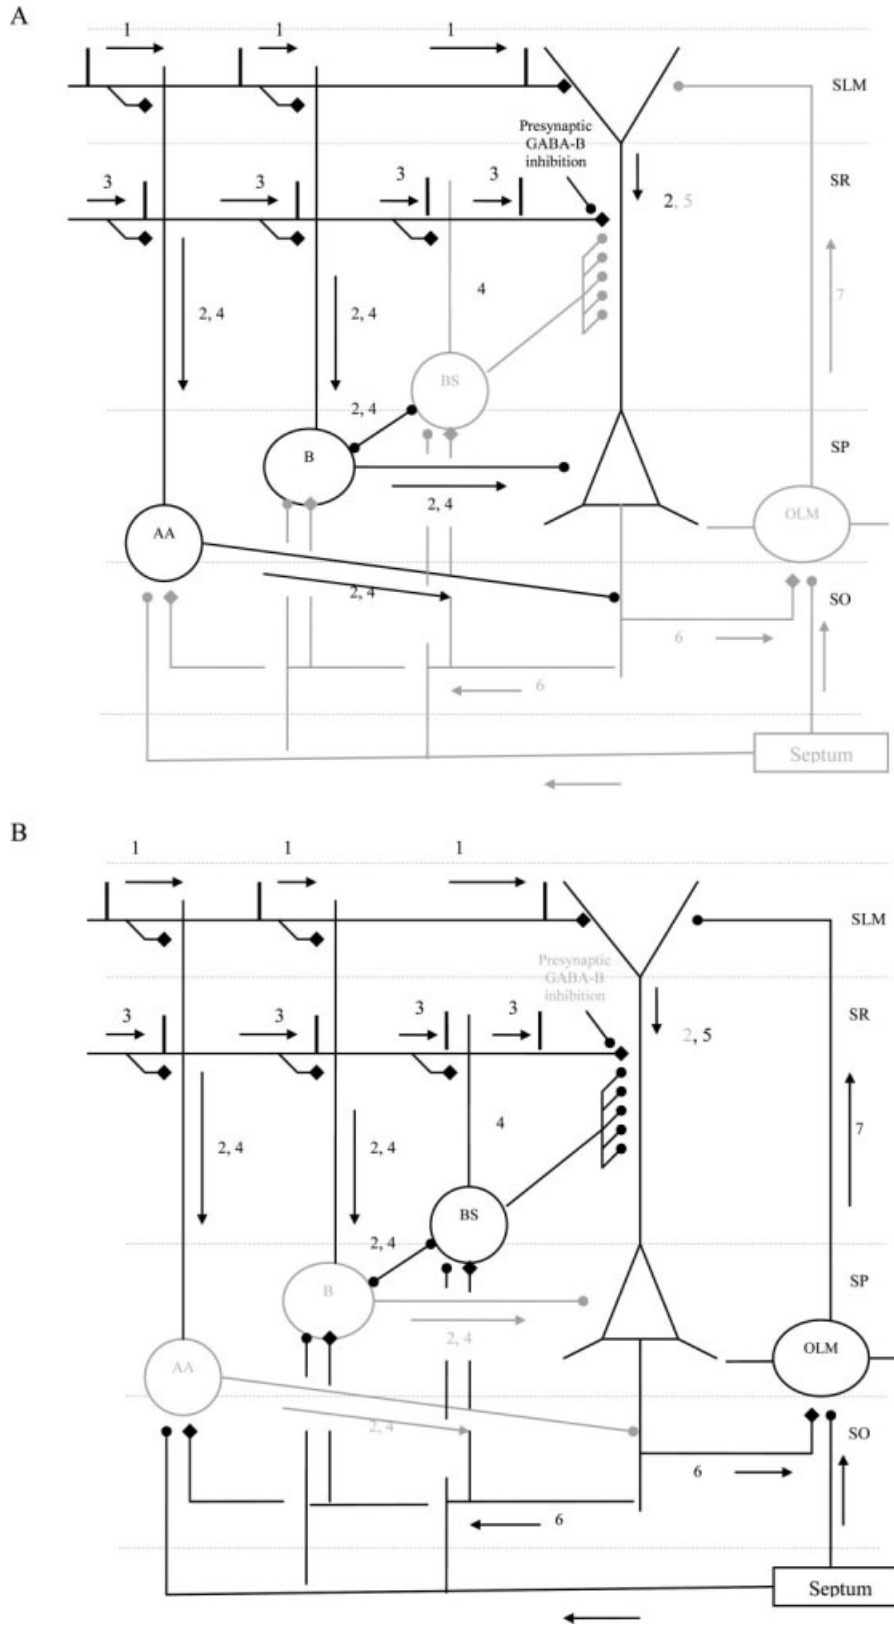 A
1 1 1
SLM
Presynaptic
GABA-B
inhibition
SR
3 3 3 3
2, 5
4
2, 4 2, 4
7
BS
2, 4
B
SP
2, 4
OLM
AA
2, 4
SO
6
6
Septum
B
1 1 1
SLM
Presynaptic
GABA-B
inhibition
SR
3 3 3 3
2, 5
4
2, 4 2, 4
7
BS
2, 4
SP
B
2, 4
OLM
AA
2, 4
SO
6
6
Septum